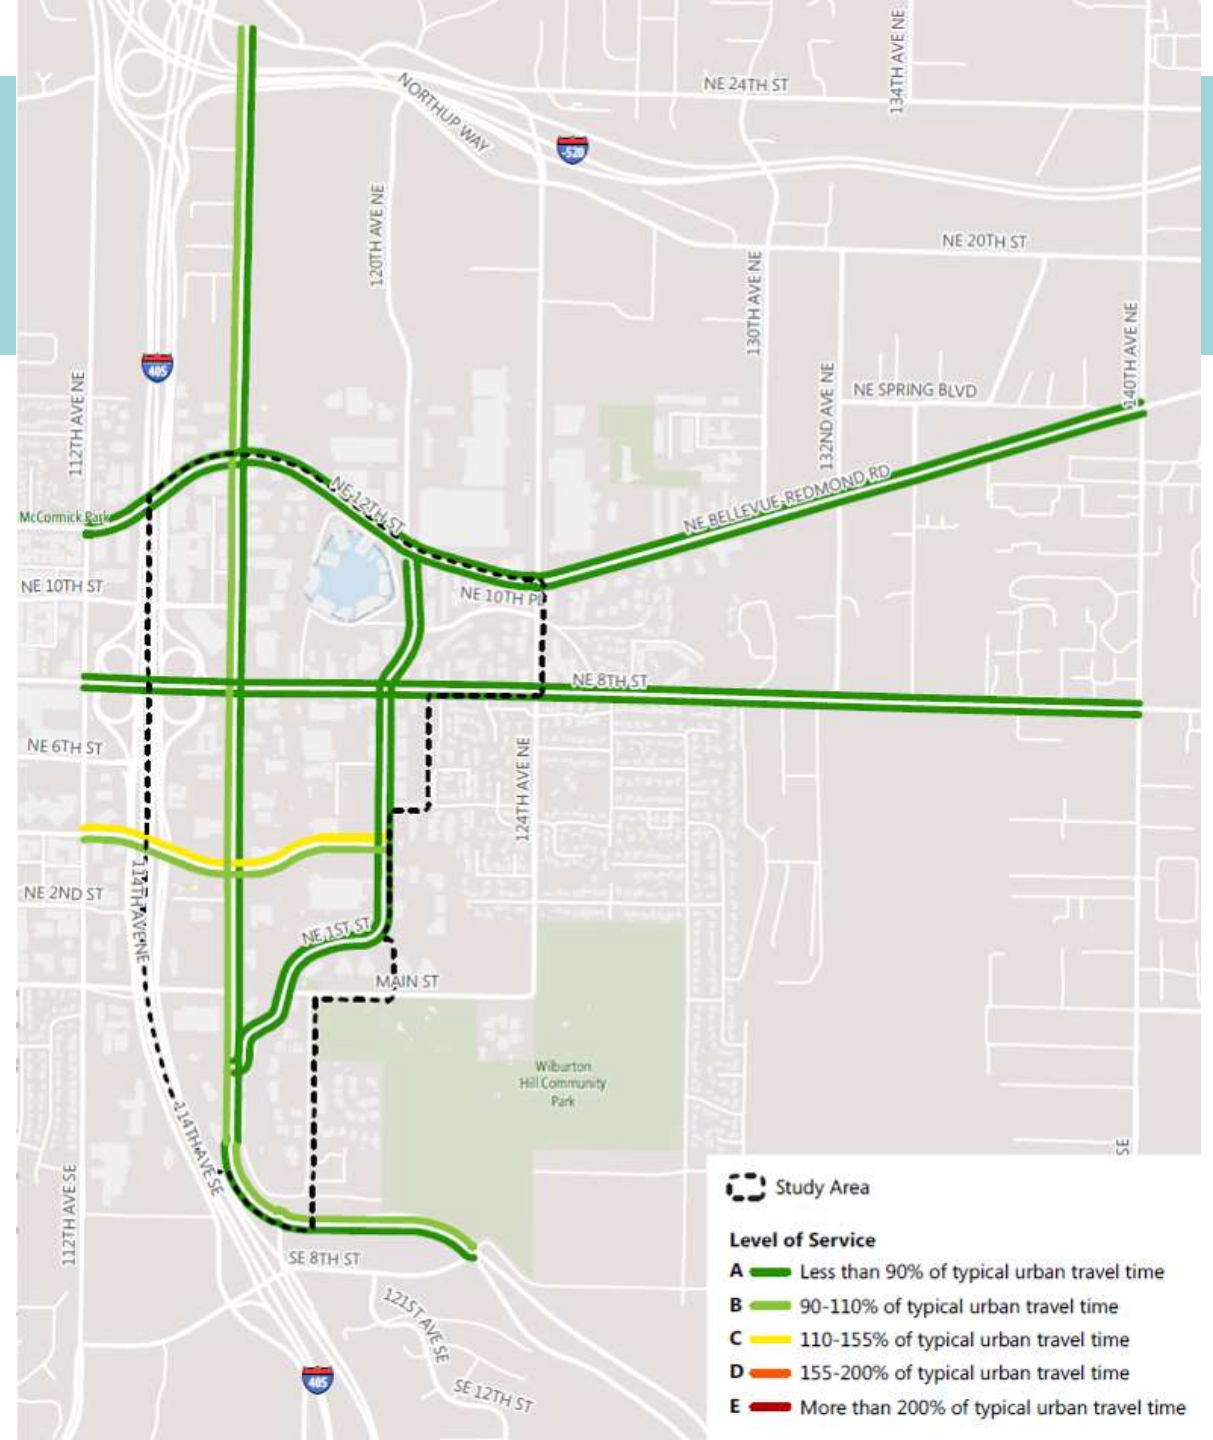 134TH AVE NE
NE 24TH ST
NORTHUP WAY
520
120TH AVE NE
NE 20TH ST
130TH AVE NE
140TH AVE NE
405
112TH AVE NE
132ND AVE NE
NE SPRING BLVD
NE 12TH ST
NE BELLEVUE REDMOND RD
McCormick Park
NE 10TH ST
NE 10TH PL
NE 8TH ST
NE 6TH ST
124TH AVE NE
114TH AVE NE
NE 2ND ST
NE 1ST ST
MAIN ST
Wilburton
Hill Community
Park
114TH AVE SE
112TH AVE SE
SE
SE 8TH ST
121ST AVE SE
405
SE 12TH ST
Study Area
Level of Service
A Less than 90% of typical urban travel time
B 90-110% of typical urban travel time
C 110-155% of typical urban travel time
D 155-200% of typical urban travel time
E More than 200% of typical urban travel time